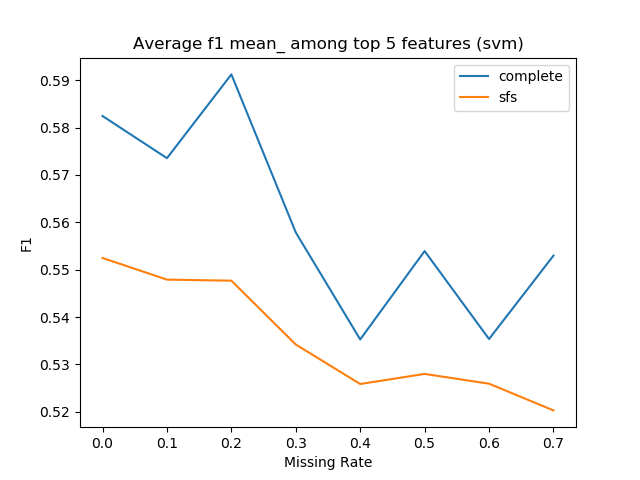 Average f1 mean_ among top 5 features (svm)
complete
sfs
0.59
0.58
0.57
0.56
0.55
0.54
0.53
0.52
F1
0.0 0.1 0.2 0.3 0.4 0.5 0.6 0.7
Missing Rate